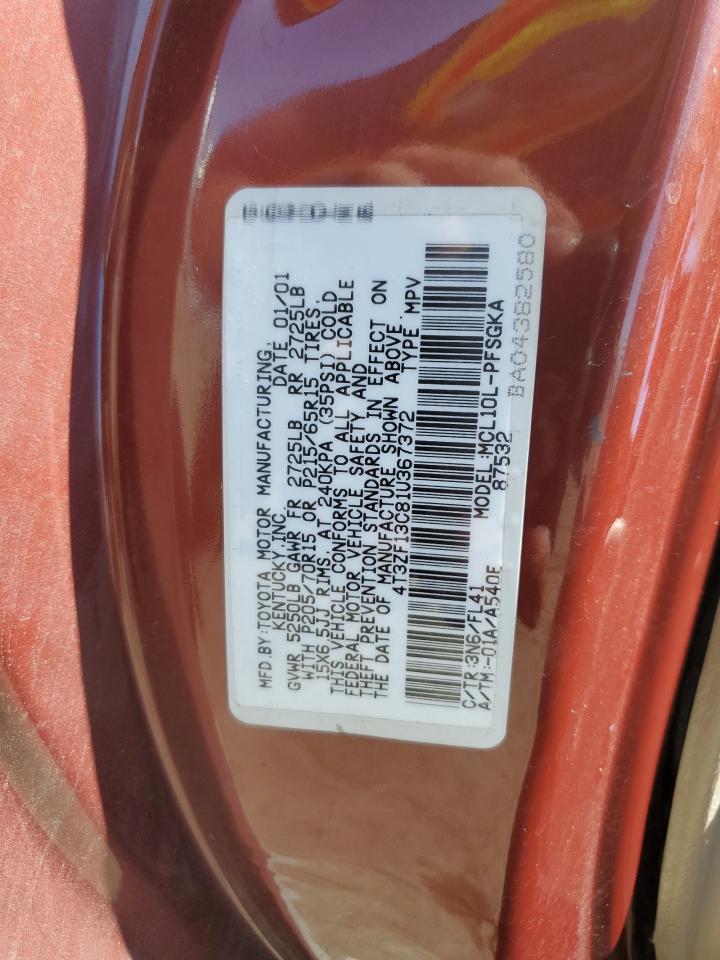 MFD.BY:TOYOTA MOTOR MANUFACTURING,
KENTUCKY,INC. DATE 01/01
GVWR 5250LB GAWR FR 2725LB RR 2725LB
WITH P205/70R15 OR P215/65R15 TIRES,
15X6.5JJ RIMS, AT 240KPA (35PSI) COLD
THIS VEHICLE CONFORMS TO ALL APPLICABLE
FEDERAL MOTOR VEHICLE SAFETY AND
THEFT PREVENTION STANDARDS IN EFFECT ON
THE DATE OF MANUFACTURE SHOWN ABOVE.
4T3ZF13C81U367372 TYPE MPV
C/TR:3N6/FL41 MODEL:MCL10L-PFSGKA
A/TM:-01A/A540E 87532
BA04382580